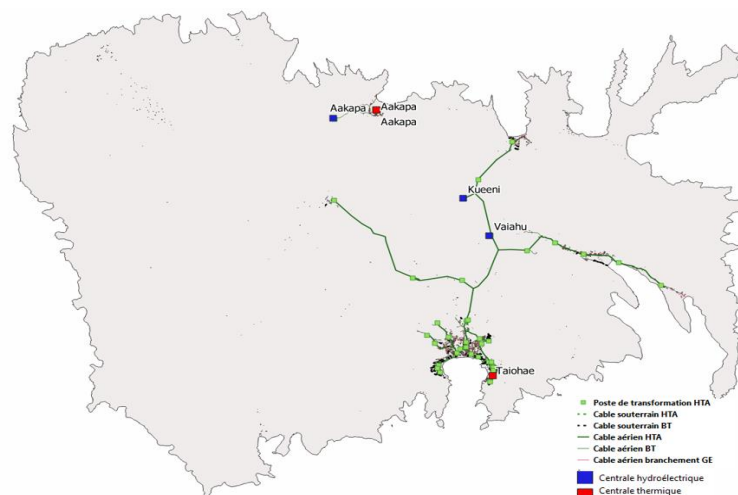 Aakapa
Aakapa
Aakapa
Kueeni
Vaiahu
Taiohae
Poste de transformation HTA
Cable souterrain HTA
Cable souterrain BT
Cable aérien HTA
Cable aérien BT
Cable aérien branchement GE
Centrale hydroélectrique
Centrale thermique